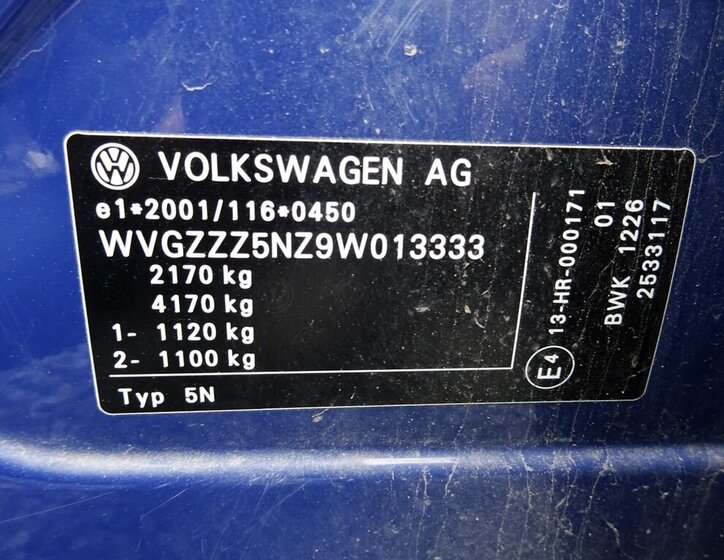 VOLKSWAGEN AG
e1*2001/116*0450
WVGZZZ5NZ9W013333
2170 kg
4170 kg
1- 1120 kg
2- 1100 kg
Typ 5N
E4 13-HR-000171
01
BWK 1226
2533117